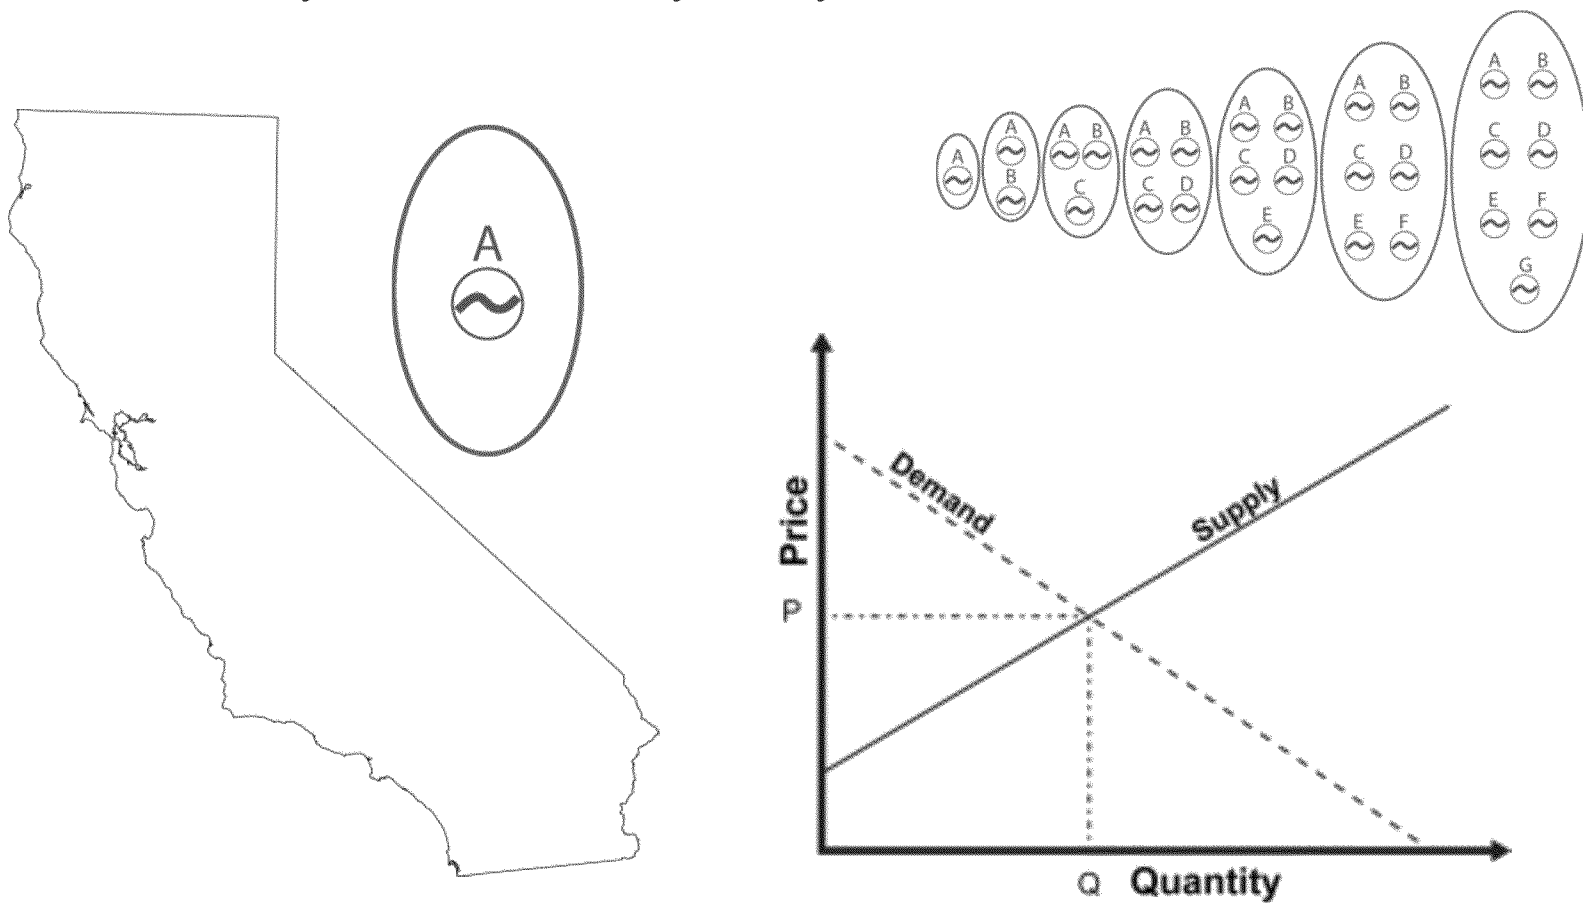 A
A
A
B
A B
C
A B
C D
A B
C D
E
A B
C D
E F
A B
C D
E F
G
Price
Demand
Supply
P
Q Quantity